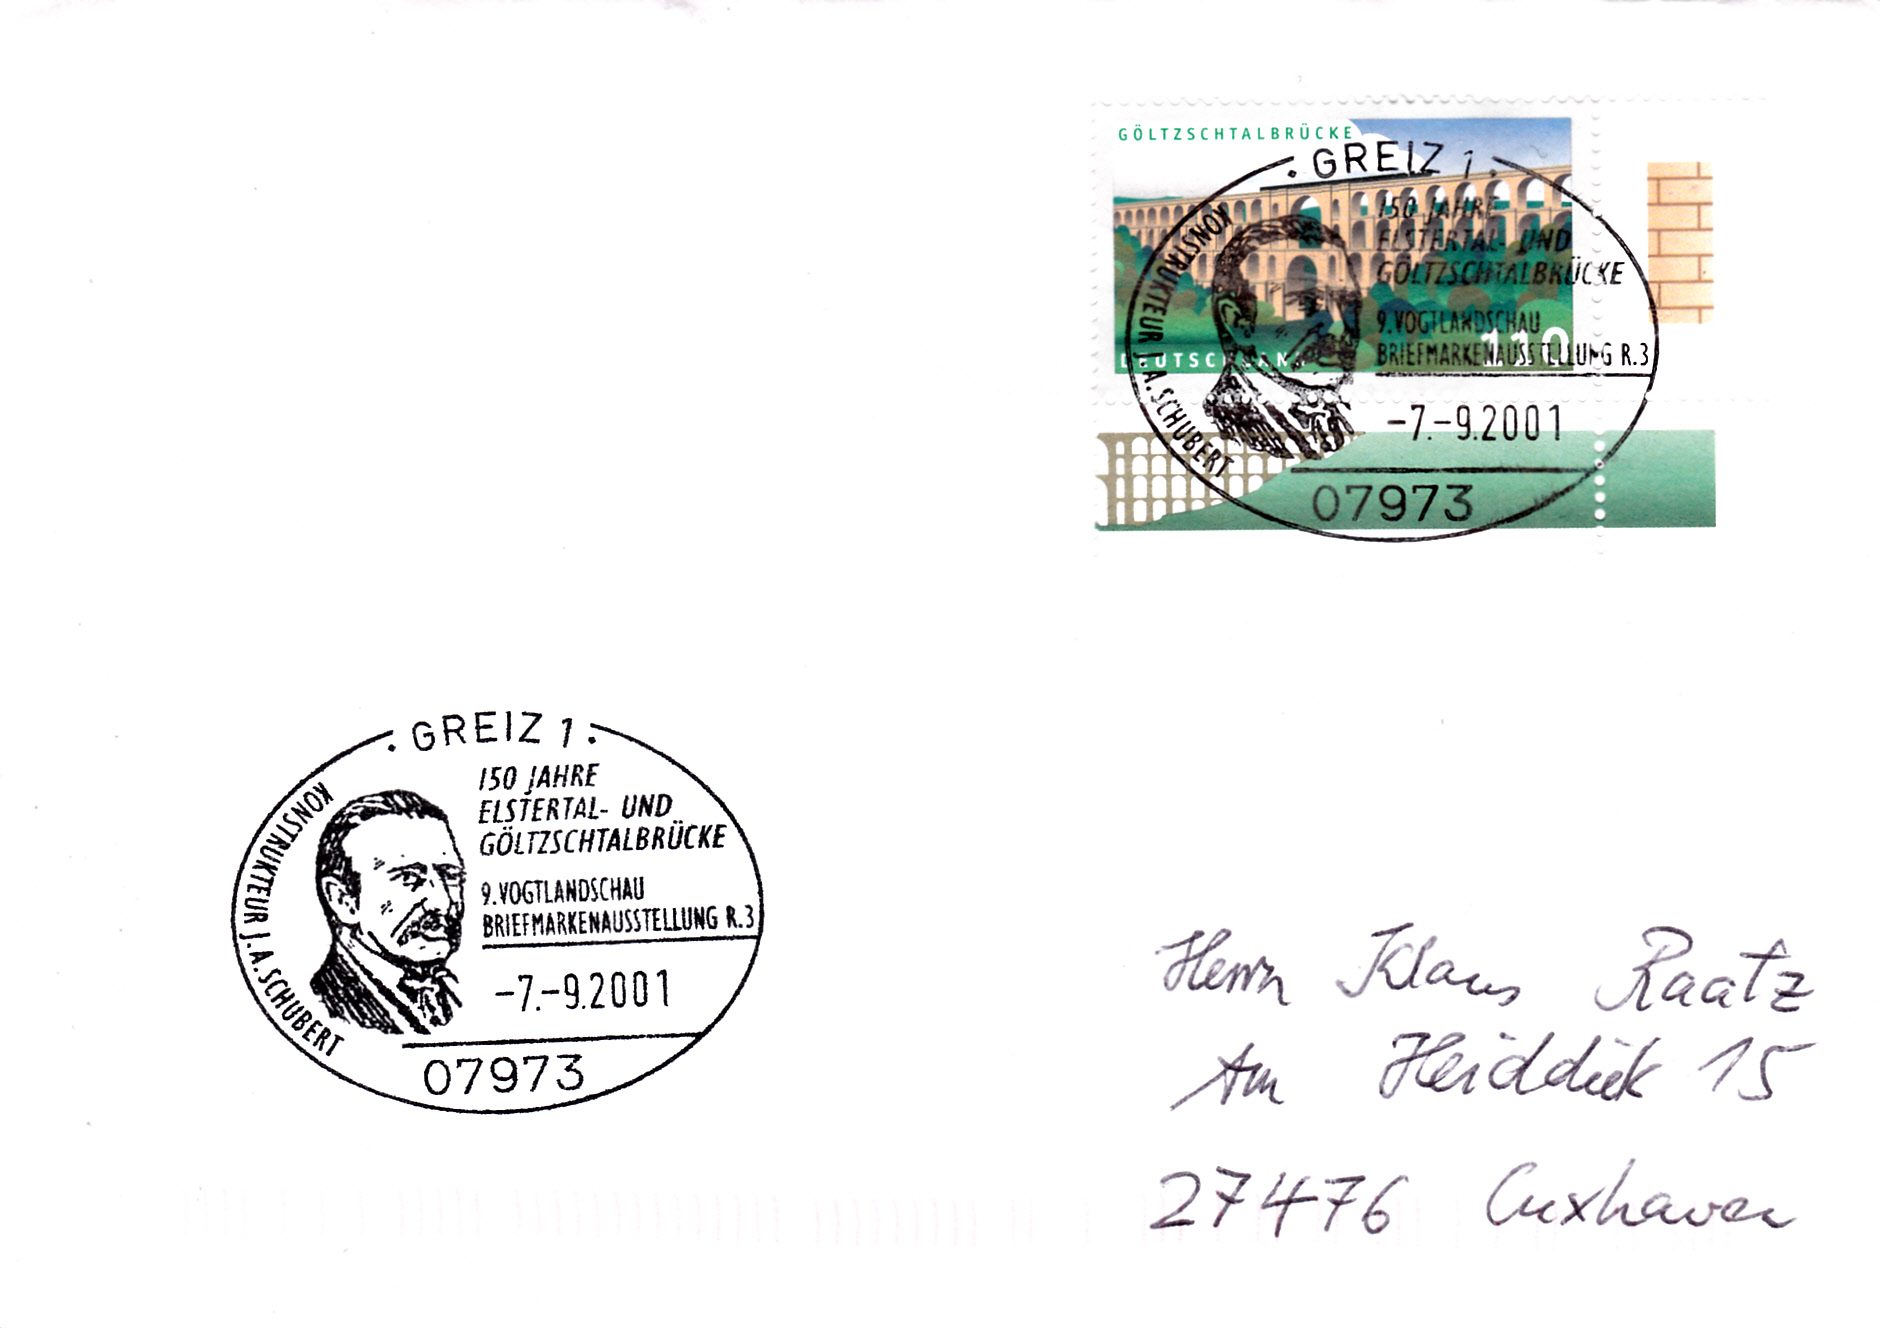 GÖLTZSCHTALBRÜCKE
DEUTSCHLAND
110
GREIZ 1
KONSTRUKTEUR J.A.SCHUBERT
150 JAHRE
ELSTERTAL- UND
GÖLTZSCHTALBRÜCKE
9.VOGTLANDSCHAU
BRIEFMARKENAUSSTELLUNG R.3
-7.-9.2001
07973
GREIZ 1
KONSTRUKTEUR J.A.SCHUBERT
150 JAHRE
ELSTERTAL- UND
GÖLTZSCHTALBRÜCKE
9.VOGTLANDSCHAU
BRIEFMARKENAUSSTELLUNG R.3
-7.-9.2001
07973
Herrn Klaus Raatz
Am Heiddiek 15
27476 Cuxhaven